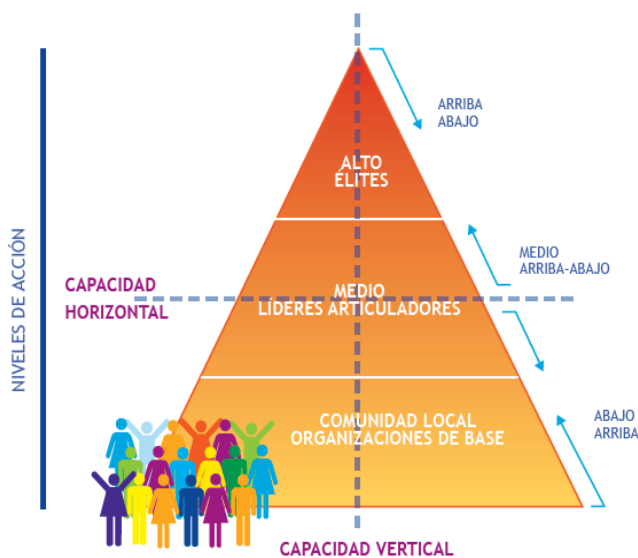 ARRIBA
ABAJO
ALTO
ÉLITES
NIVELES DE ACCIÓN
MEDIO
ARRIBA-ABAJO
CAPACIDAD
HORIZONTAL
MEDIO
LÍDERES ARTICULADORES
COMUNIDAD LOCAL
ORGANIZACIONES DE BASE
ABAJO
ARRIBA
CAPACIDAD VERTICAL